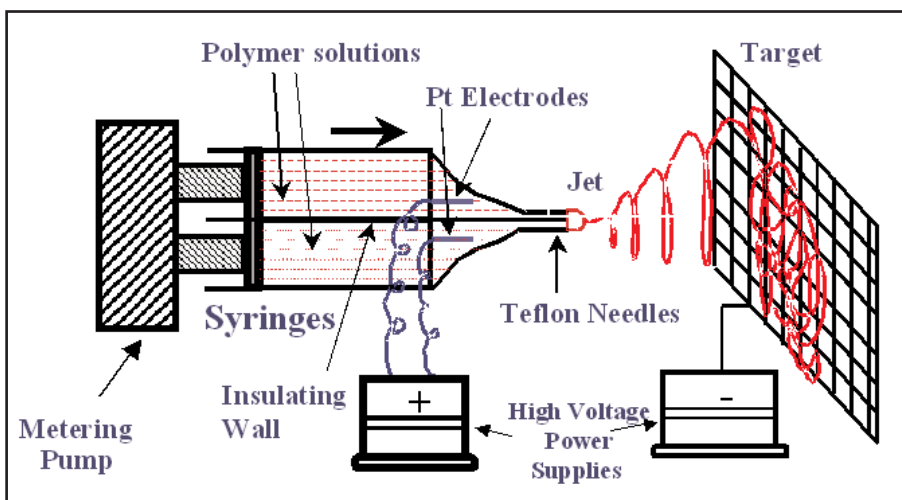 Polymer solutions
Target
Pt Electrodes
Jet
Syringes
Teflon Needles
Insulating
Wall
Metering
Pump
+
-
High Voltage
Power
Supplies